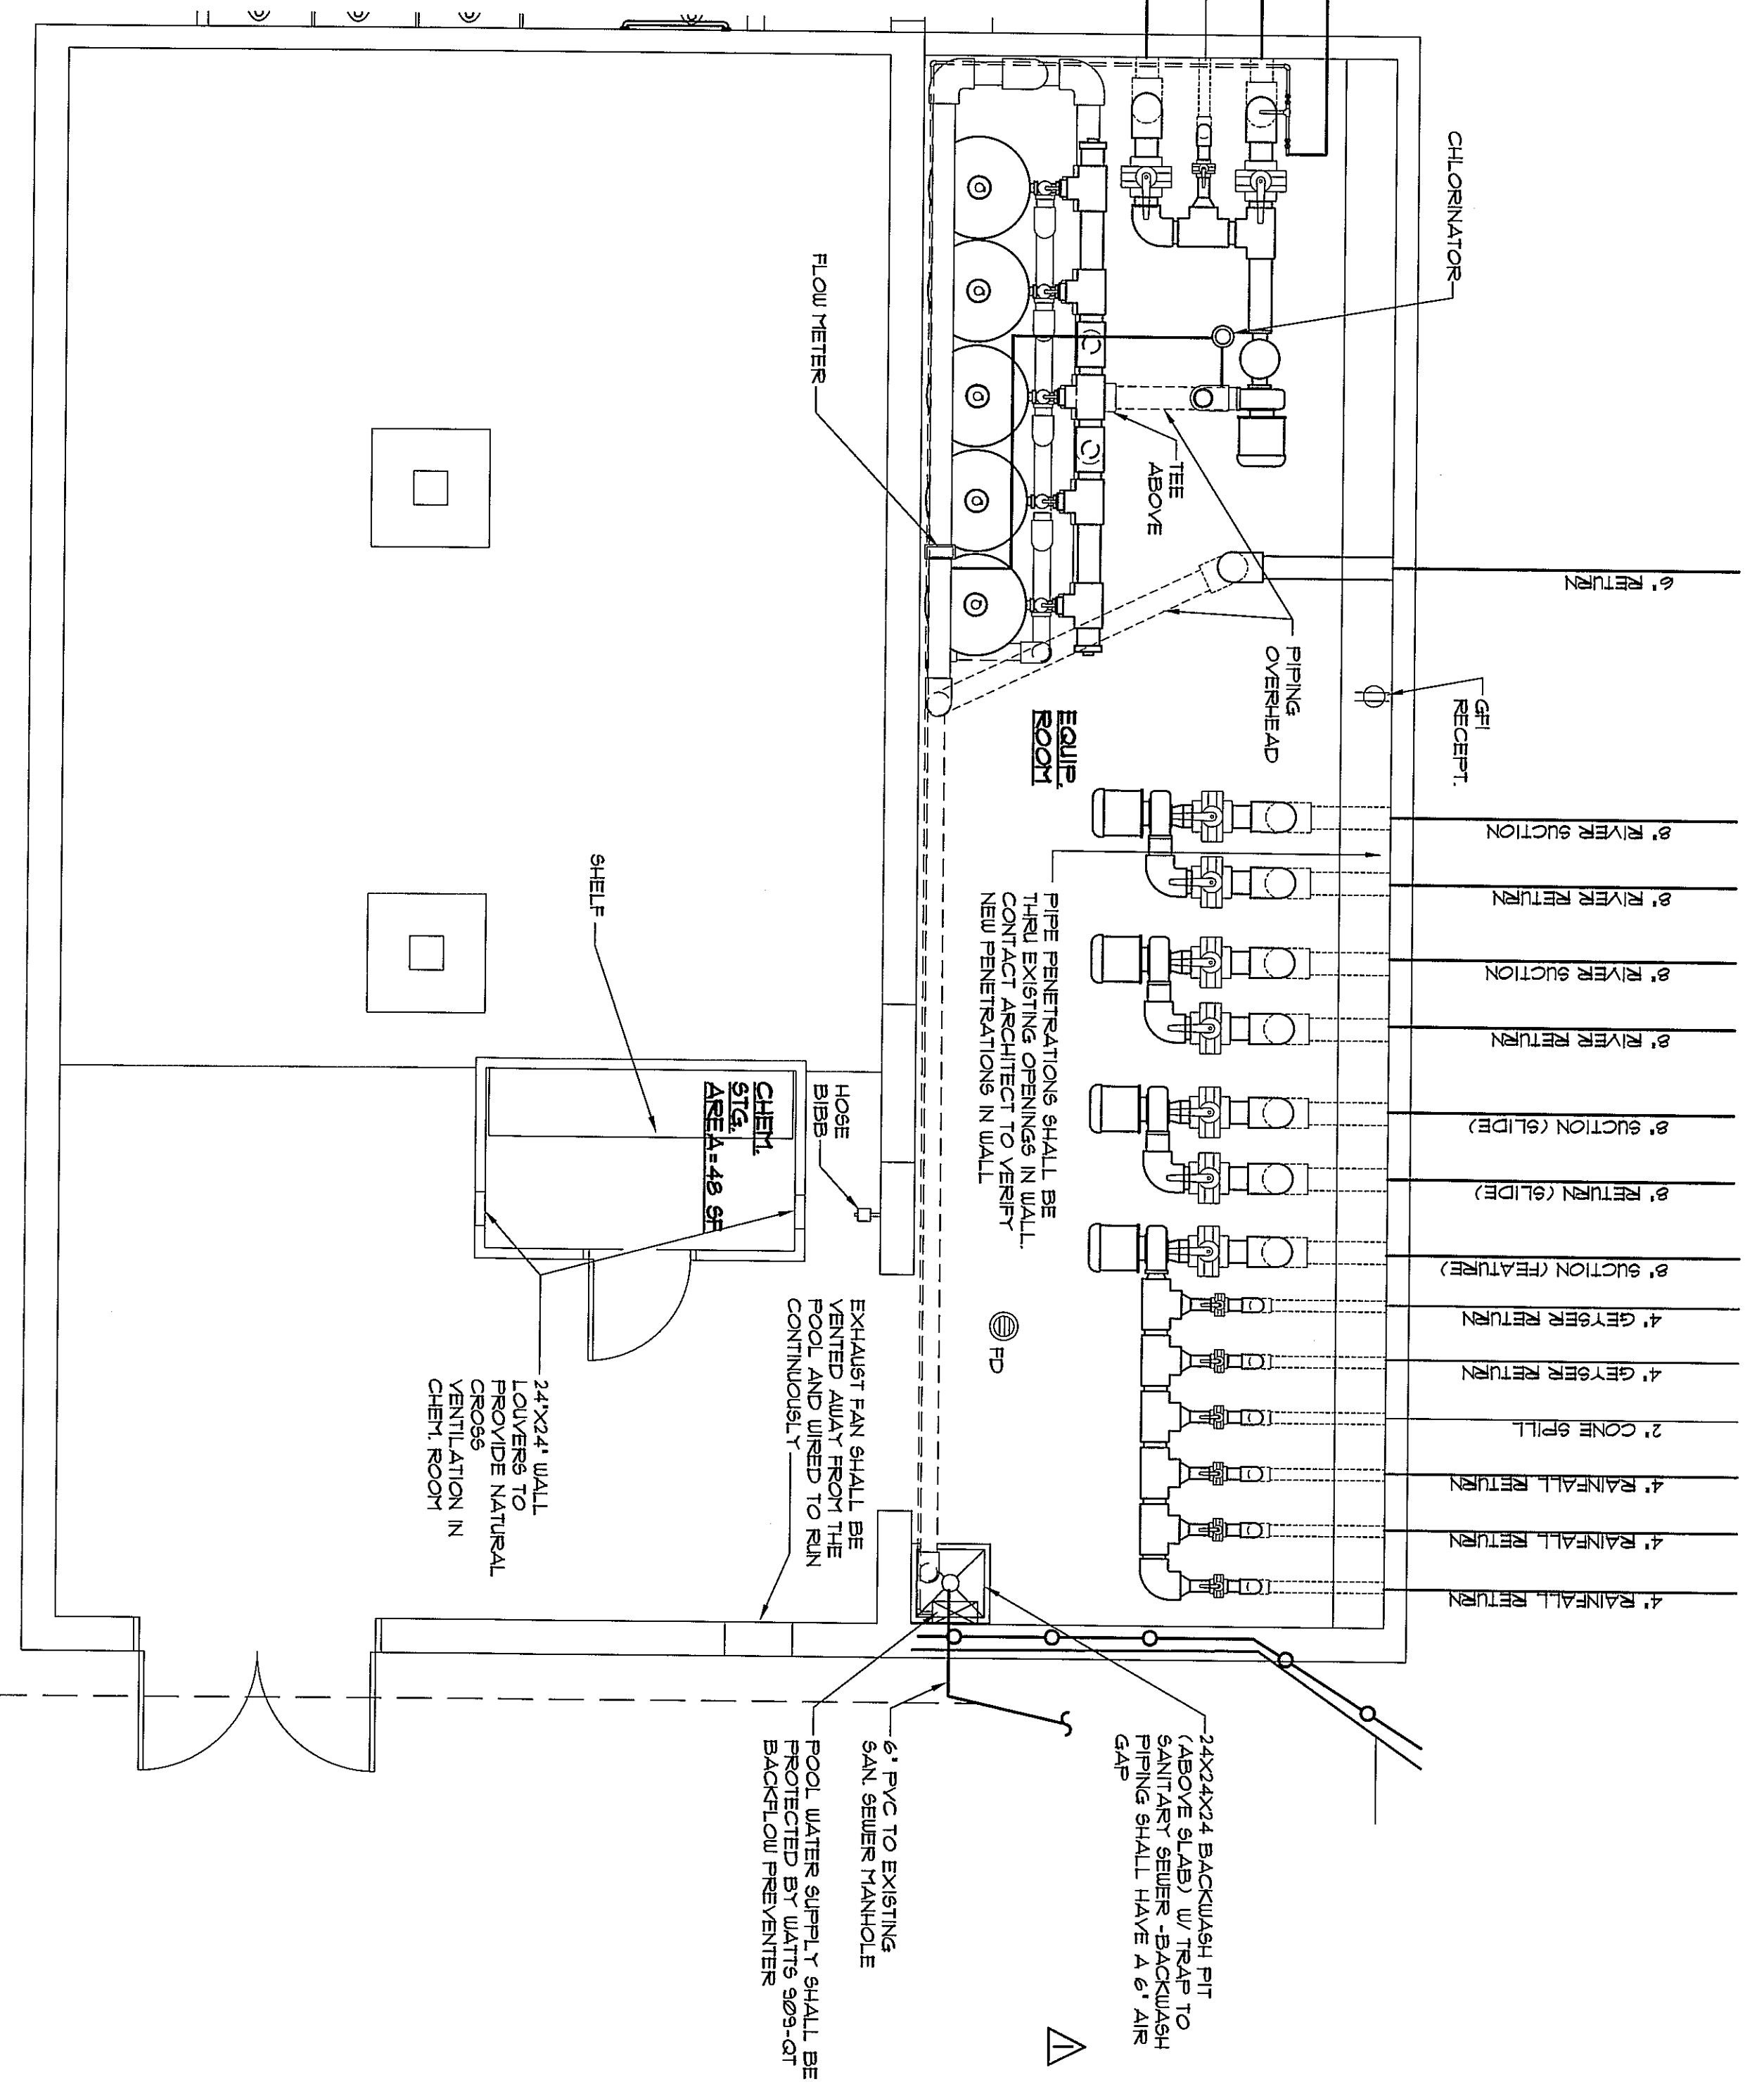 CHLORINATOR
FLOW METER
TEE
ABOVE
6" RETURN
PIPING
OVERHEAD
GFI
RECEPT.
EQUIP.
ROOM
8" RIVER SUCTION
8" RIVER RETURN
8" RIVER SUCTION
8" RIVER RETURN
8" SUCTION (SLIDE)
8" RETURN (SLIDE)
8" SUCTION (FEATURE)
4" GEYSER RETURN
4" GEYSER RETURN
2" CONE SPILL
4" RAINFALL RETURN
4" RAINFALL RETURN
4" RAINFALL RETURN
PIPE PENETRATIONS SHALL BE
THRU EXISTING OPENINGS IN WALL.
CONTACT ARCHITECT TO VERIFY
NEW PENETRATIONS IN WALL
SHELF
CHEM.
STG.
AREA=48 SF
HOSE
BIBB
FD
EXHAUST FAN SHALL BE
VENTED AWAY FROM THE
POOL AND WIRED TO RUN
CONTINUOUSLY
24"X24" WALL
LOUVERS TO
PROVIDE NATURAL
CROSS
VENTILATION IN
CHEM. ROOM
24X24X24 BACKWASH PIT
(ABOVE SLAB) W/ TRAP TO
SANITARY SEWER -BACKWASH
PIPING SHALL HAVE A 6" AIR
GAP
6" PVC TO EXISTING
SAN. SEWER MANHOLE
POOL WATER SUPPLY SHALL BE
PROTECTED BY WATTS 909-QT
BACKFLOW PREVENTER
1